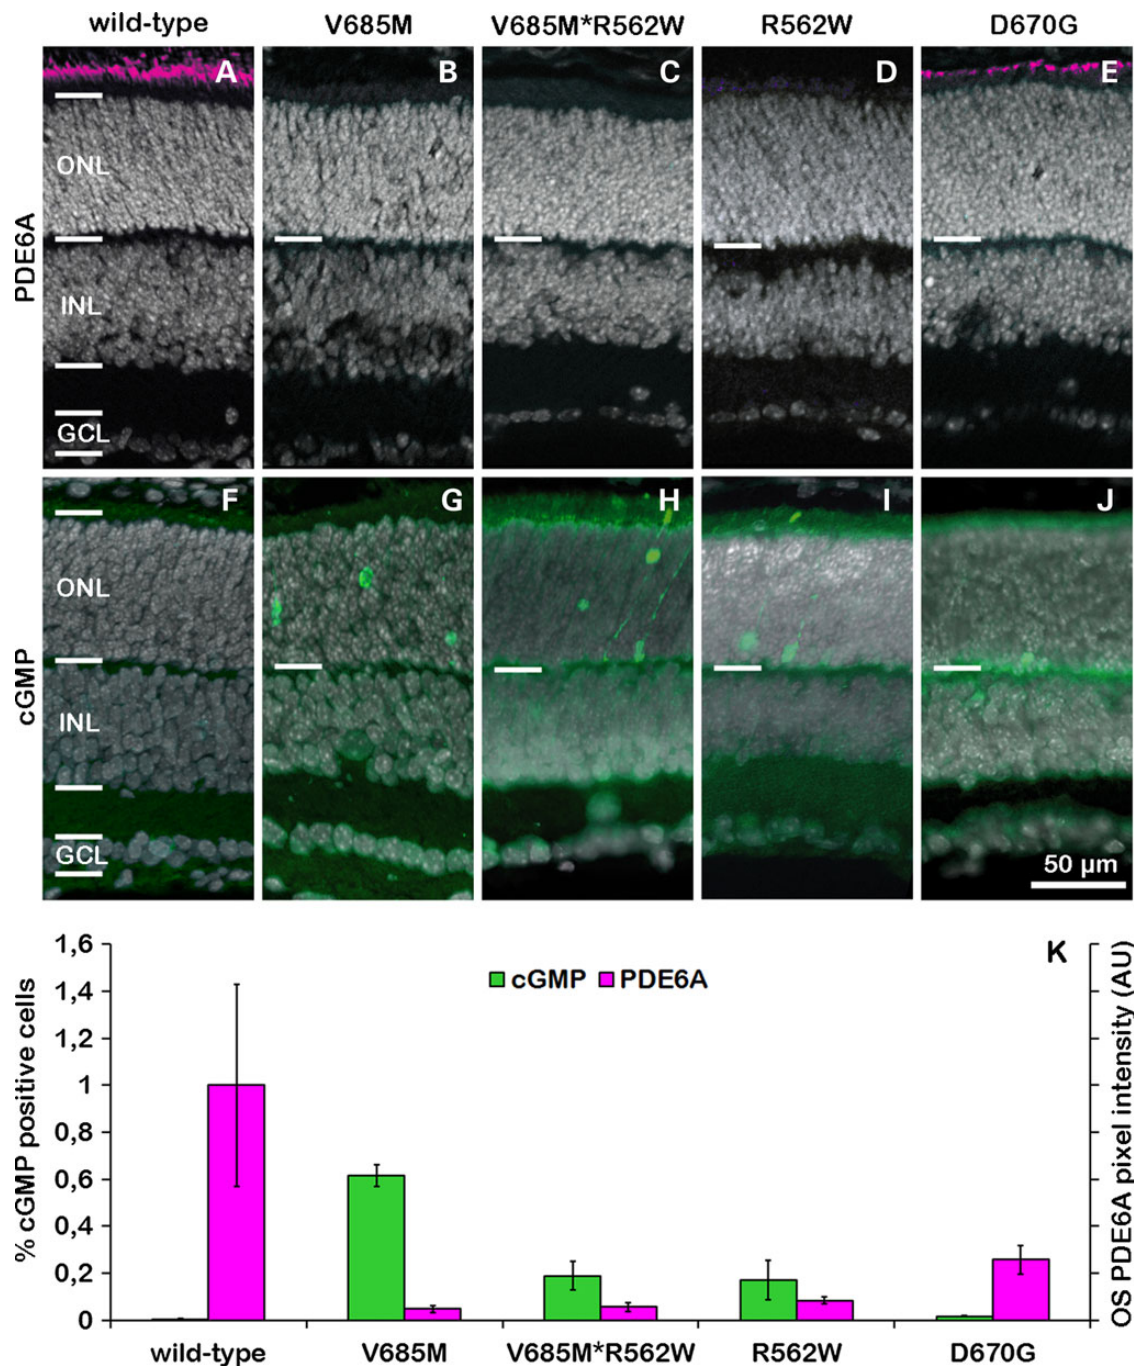 wild-type V685M V685M*R562W R562W D670G
PDE6A
A B C D E
ONL
INL
GCL
cGMP
F G H I J
ONL
INL
GCL
50 µm
K
% cGMP positive cells
OS PDE6A pixel intensity (AU)
cGMP PDE6A
1,6
1,4
1,2
1
0,8
0,6
0,4
0,2
0
wild-type V685M V685M*R562W R562W D670G